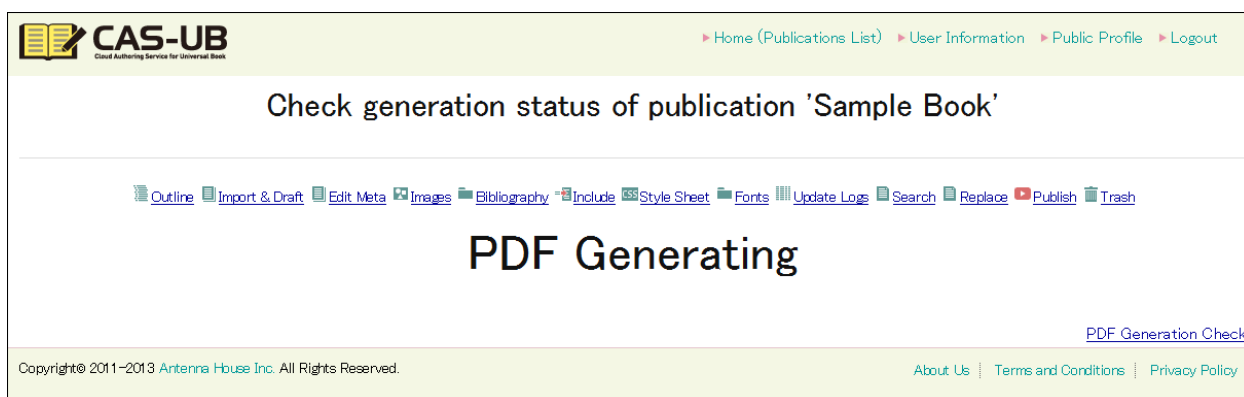 CAS-UB
Cloud Authoring Service for Universal Book
Home (Publications List) User Information Public Profile Logout
Check generation status of publication 'Sample Book'
Outline Import & Draft Edit Meta Images Bibliography Include CSS Style Sheet Fonts Update Logs Search Replace Publish Trash
PDF Generating
PDF Generation Check
Copyright© 2011-2013 Antenna House Inc. All Rights Reserved.
About Us Terms and Conditions Privacy Policy